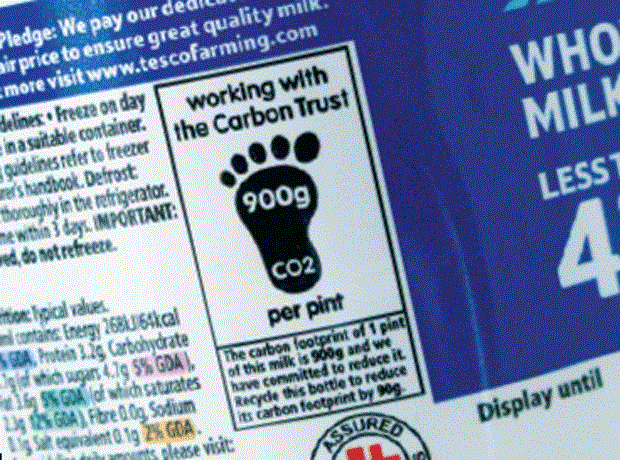 Pledge: We pay our dedica
air price to ensure great quality milk.
more visit www.tescofarming.com
delines: • Freeze on day
in a suitable container.
guidelines refer to freezer
handbook. Defrost
thoroughly in the refrigerator.
within 3 days. IMPORTANT:
do not refreeze.
Typical values.
contains: Energy 268kJ/64kcal
GDA Protein 3.2g, Carbohydrate
(of which sugars 4.7g 5% GDA),
3.6g 5% GDA (of which saturates
2.3g 12% GDA), Fibre 0.0g, Sodium
0.1g Salt equivalent 0.1g 2% GDA.
amounts, please visit:
working with
the Carbon Trust
900g
CO2
per pint
The carbon footprint of 1 pint
of this milk is 900g and we
have committed to reduce it.
Recycle this bottle to reduce
its carbon footprint by 90g.
ASSURED
WHO
MILK
LESS T
4
Display until